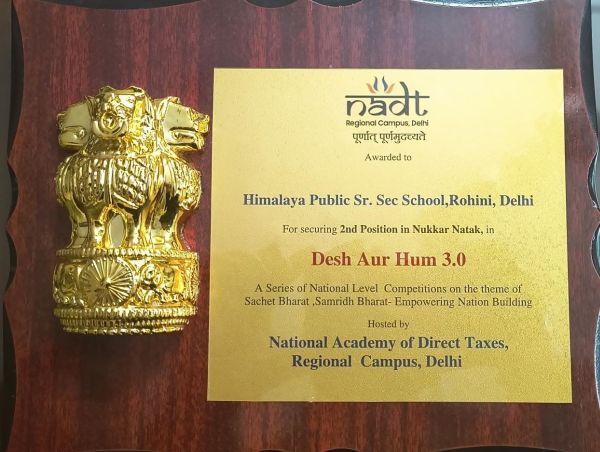 nadt
Regional Campus, Delhi
पूर्णात् पूर्णमुदच्यते
Awarded to
Himalaya Public Sr. Sec School,Rohini, Delhi
For securing 2nd Position in Nukkar Natak, in
Desh Aur Hum 3.0
A Series of National Level Competitions on the theme of
Sachet Bharat ,Samridh Bharat- Empowering Nation Building
Hosted by
National Academy of Direct Taxes,
Regional Campus, Delhi